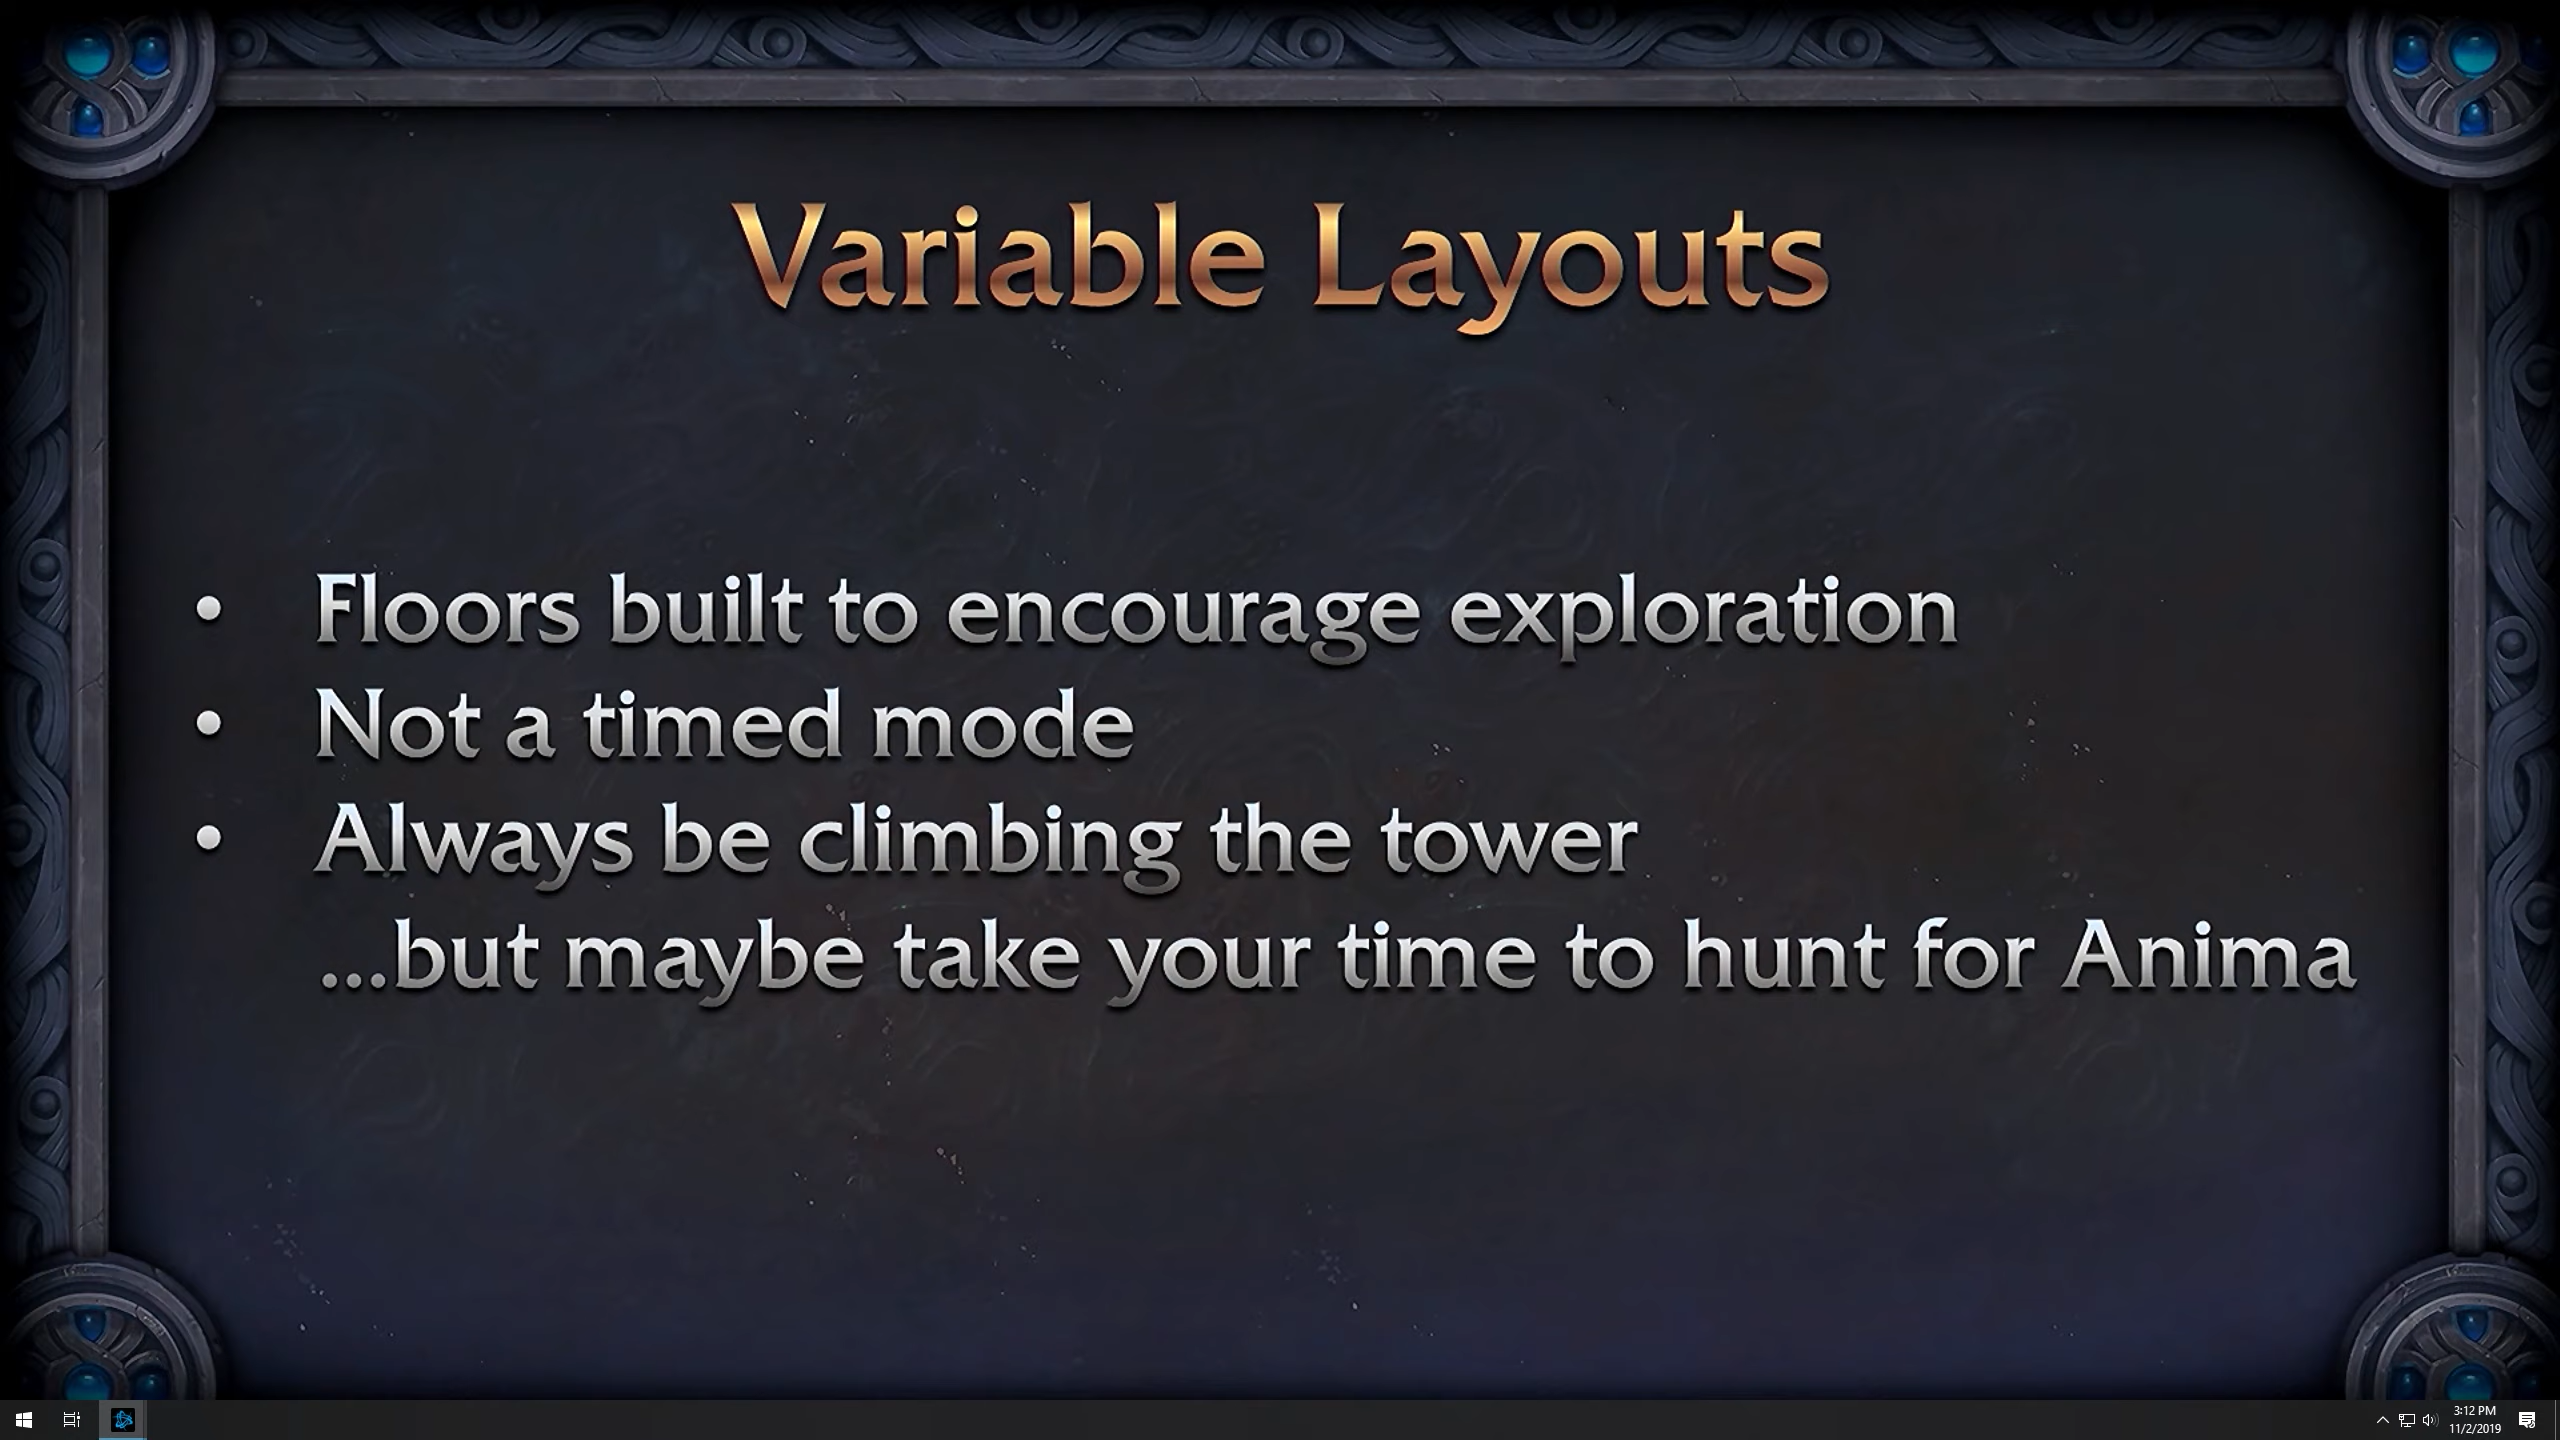 Variable Layouts
• Floors built to encourage exploration
• Not a timed mode
• Always be climbing the tower
...but maybe take your time to hunt for Anima
3:12 PM
11/2/2019